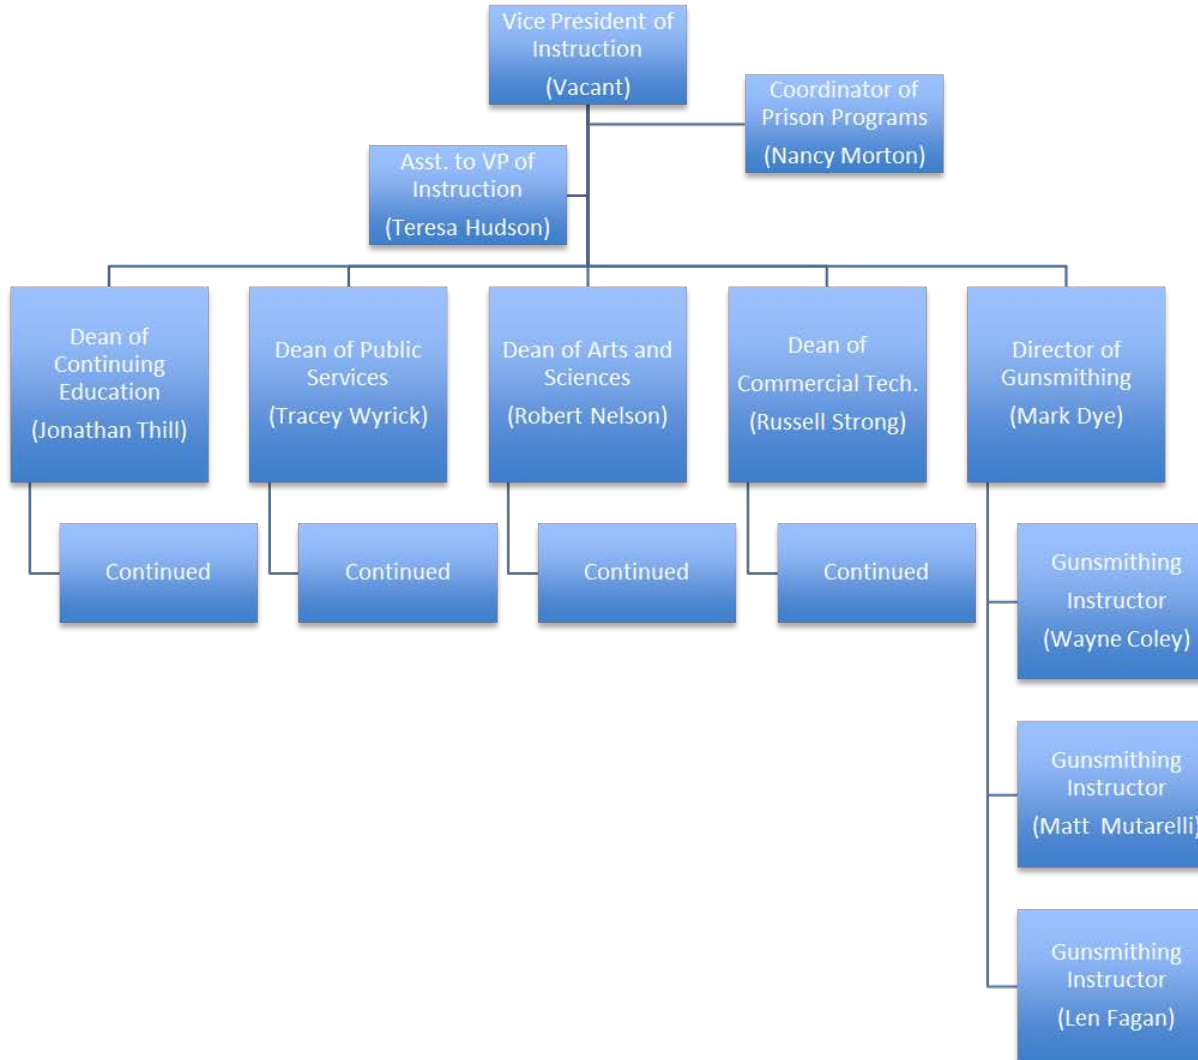 Vice President of
Instruction
(Vacant)
Coordinator of
Prison Programs
(Nancy Morton)
Asst. to VP of
Instruction
(Teresa Hudson)
Dean of
Continuing
Education
(Jonathan Thill)
Dean of Public
Services
(Tracey Wyrick)
Dean of Arts and
Sciences
(Robert Nelson)
Dean of
Commercial Tech.
(Russell Strong)
Director of
Gunsmithing
(Mark Dye)
Continued
Continued
Continued
Continued
Gunsmithing
Instructor
(Wayne Coley)
Gunsmithing
Instructor
(Matt Mutarelli)
Gunsmithing
Instructor
(Len Fagan)